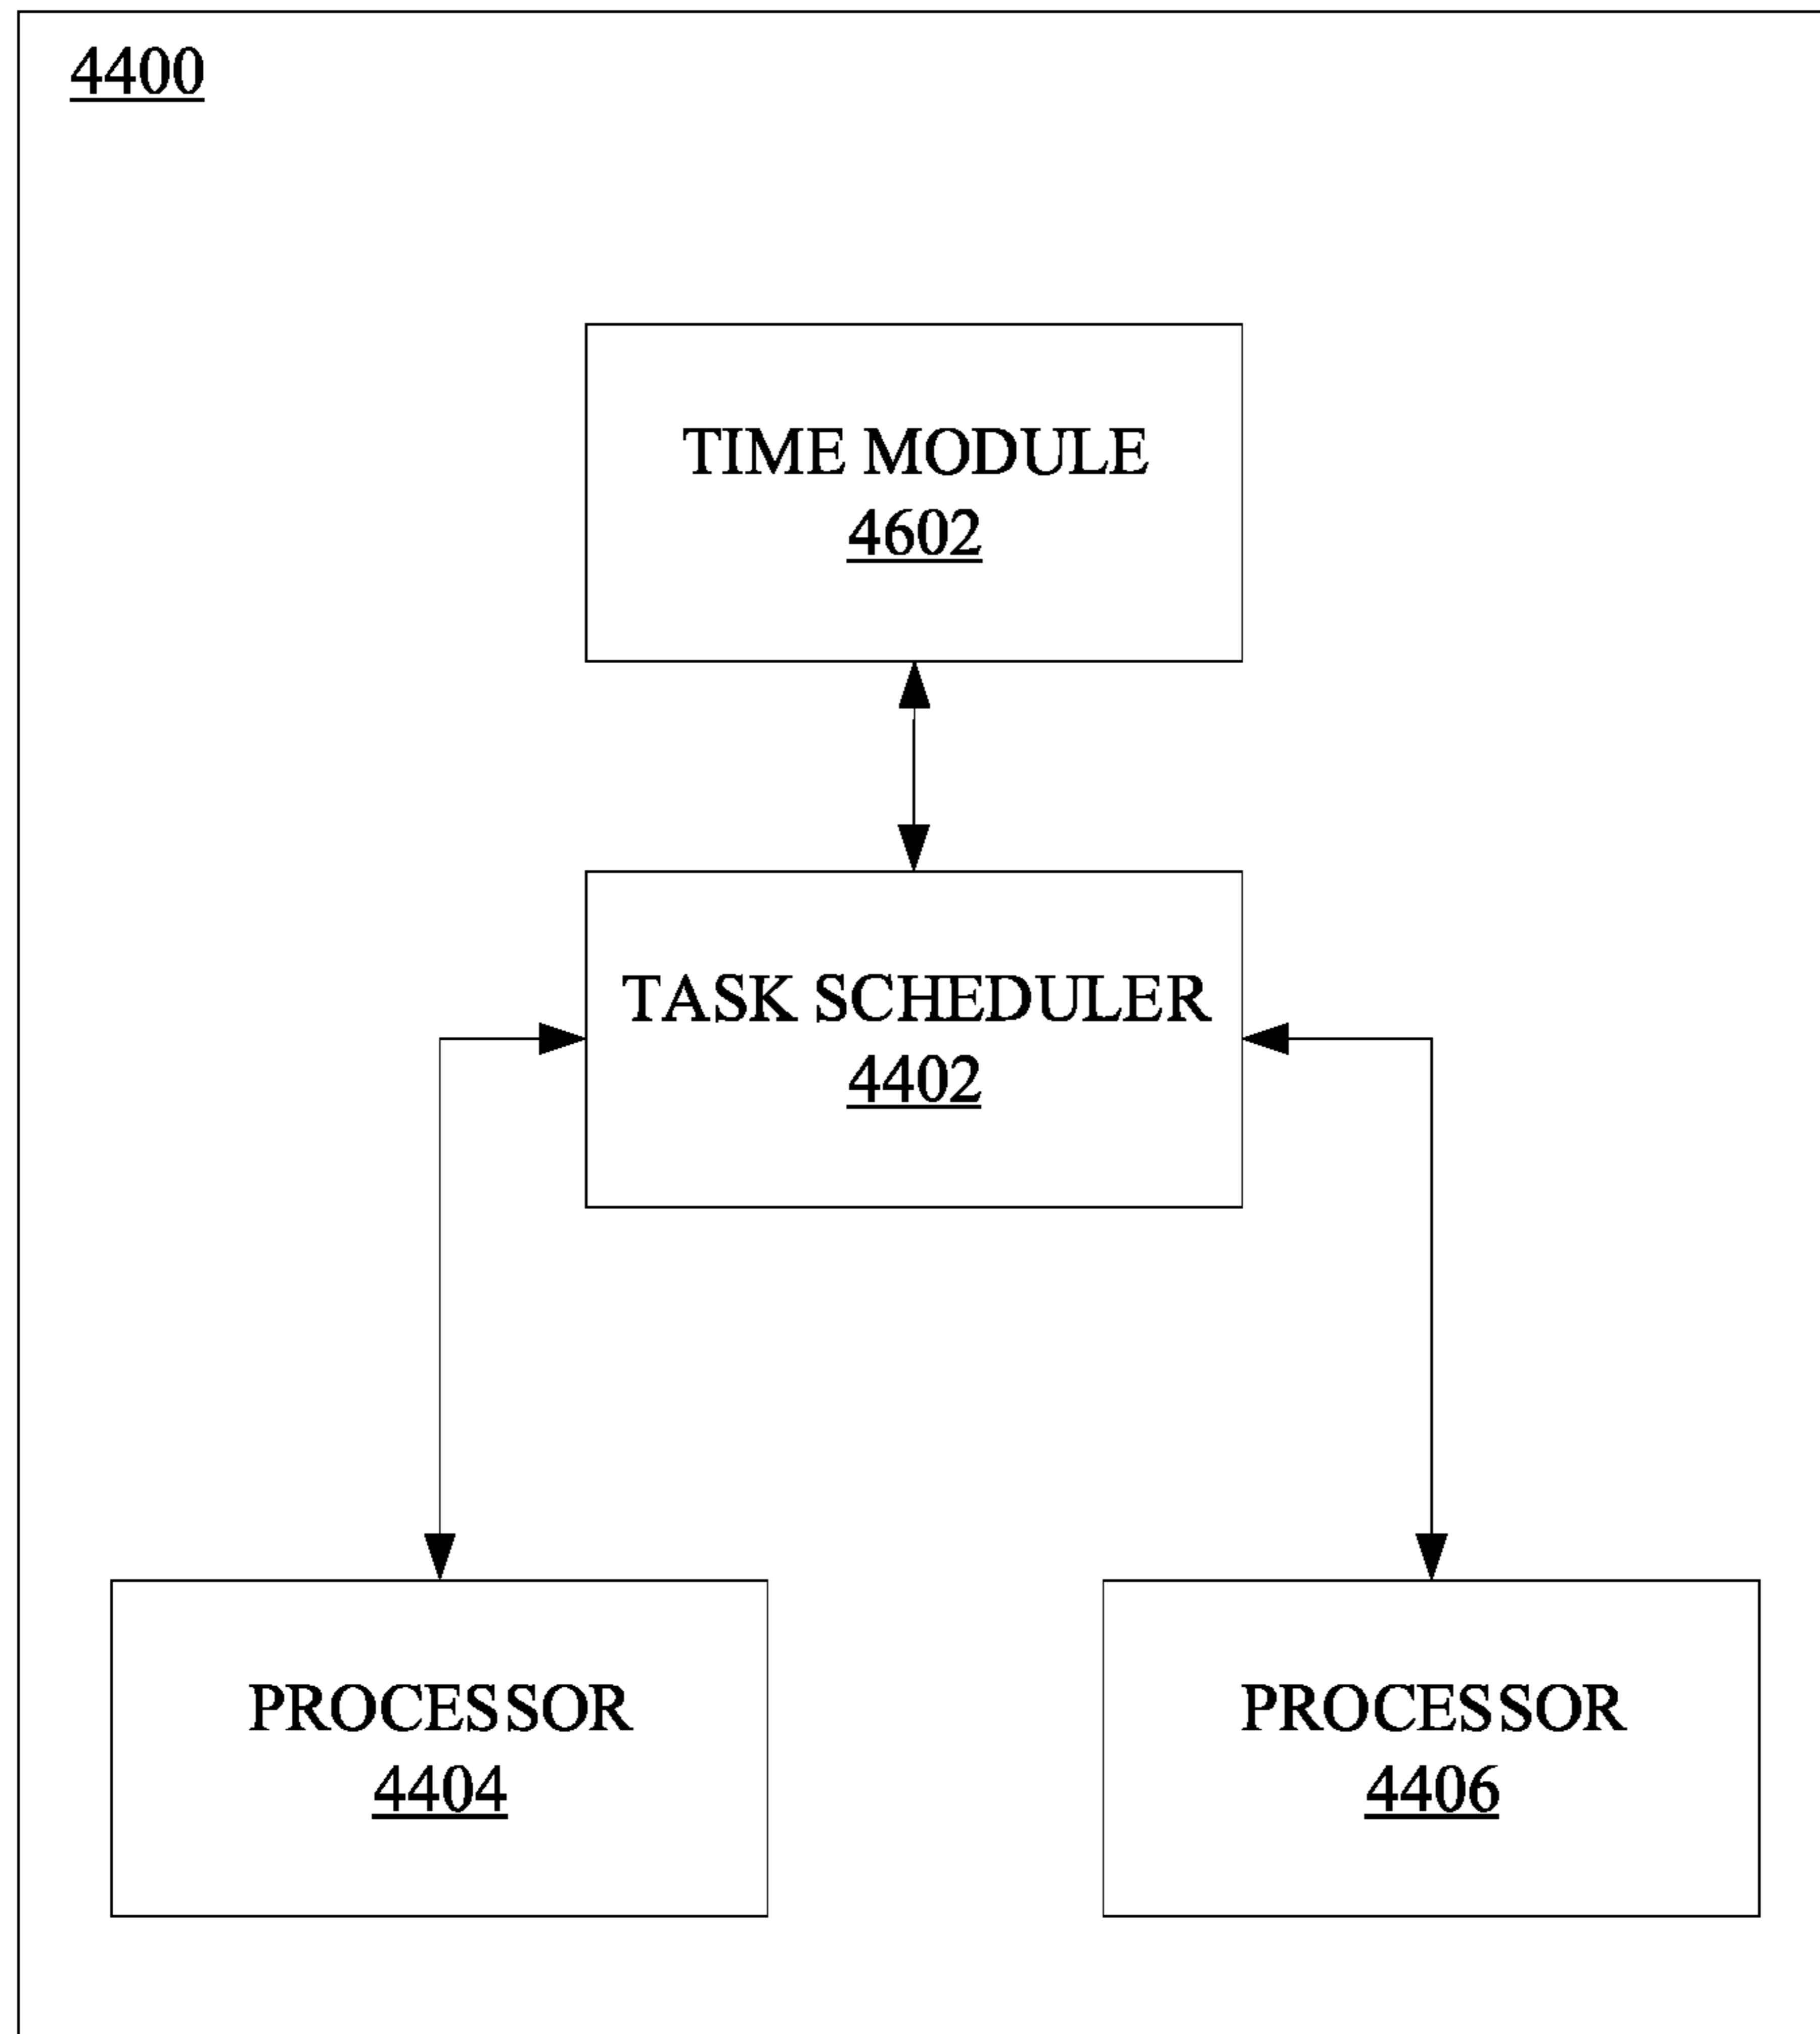 4400
TIME MODULE
4602
TASK SCHEDULER
4402
PROCESSOR
4404
PROCESSOR
4406